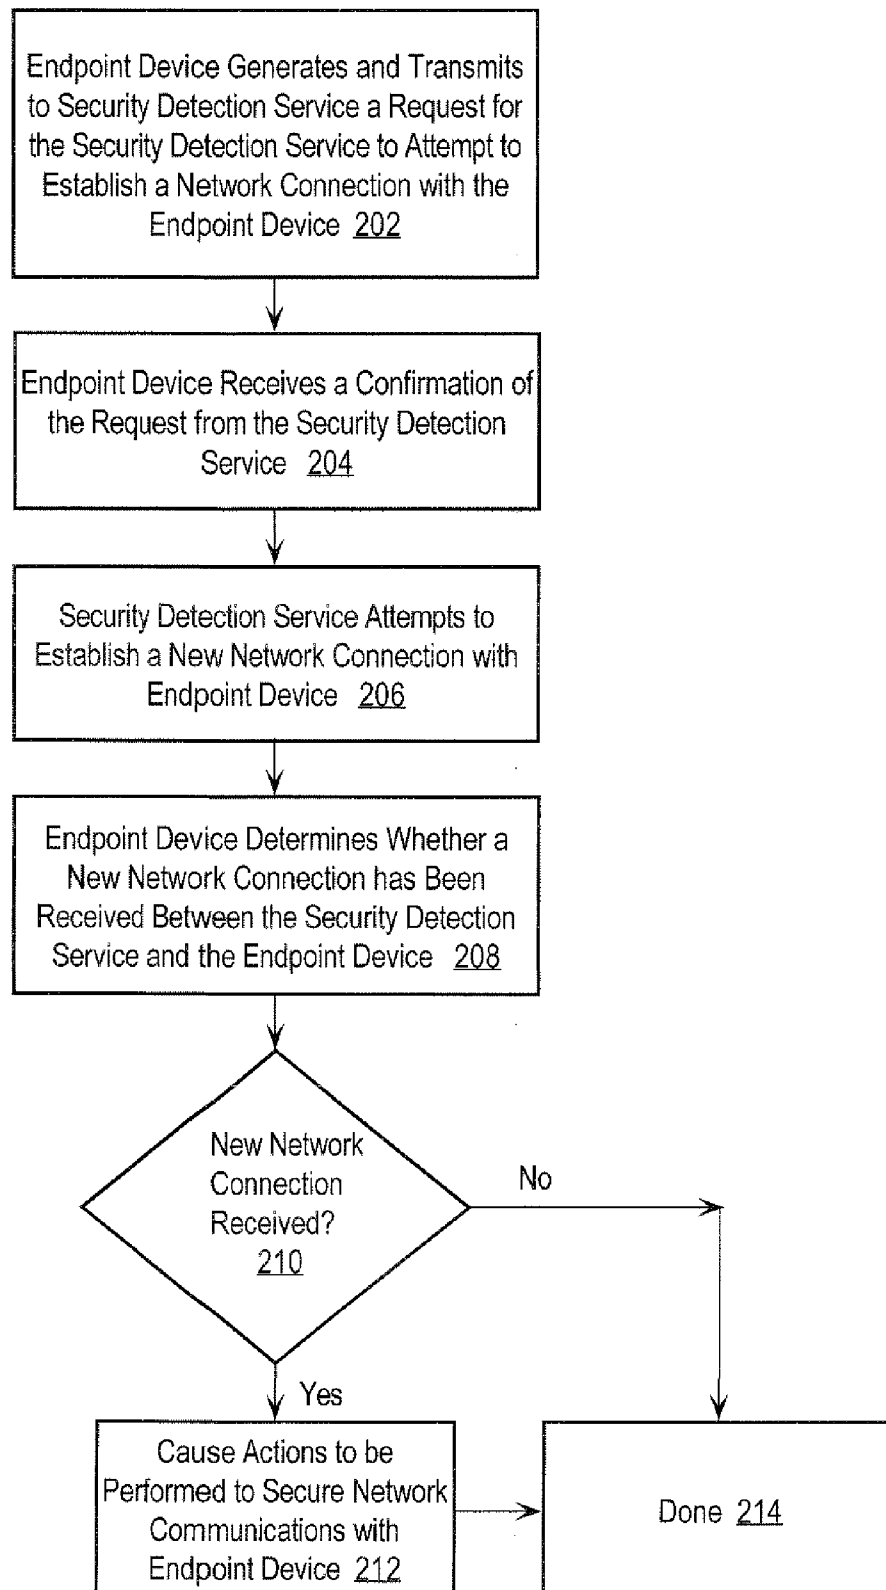 Endpoint Device Generates and Transmits
to Security Detection Service a Request for
the Security Detection Service to Attempt to
Establish a Network Connection with the
Endpoint Device 202
Endpoint Device Receives a Confirmation of
the Request from the Security Detection
Service 204
Security Detection Service Attempts to
Establish a New Network Connection with
Endpoint Device 206
Endpoint Device Determines Whether a
New Network Connection has Been
Received Between the Security Detection
Service and the Endpoint Device 208
New Network
Connection
Received?
210
No
Yes
Cause Actions to be
Performed to Secure Network
Communications with
Endpoint Device 212
Done 214